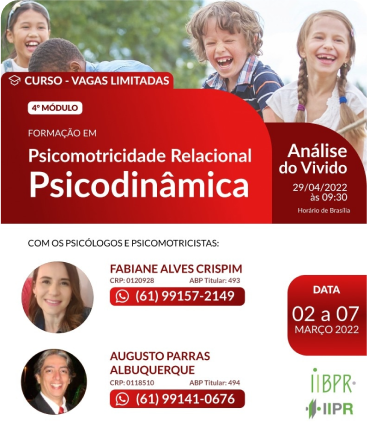 CURSO - VAGAS LIMITADAS
4º MÓDULO
FORMAÇÃO EM
Psicomotricidade Relacional
Psicodinâmica
Análise
do Vivido
29/04/2022
às 09:30
Horário de Brasília
COM OS PSICÓLOGOS E PSICOMOTRICISTAS:
FABIANE ALVES CRISPIM
CRP: 0120928 ABP Titular: 493
(61) 99157-2149
AUGUSTO PARRAS
ALBUQUERQUE
CRP: 0118510 ABP Titular: 494
(61) 99141-0676
DATA
02 a 07
MARÇO 2022
iiBPR
IIPR